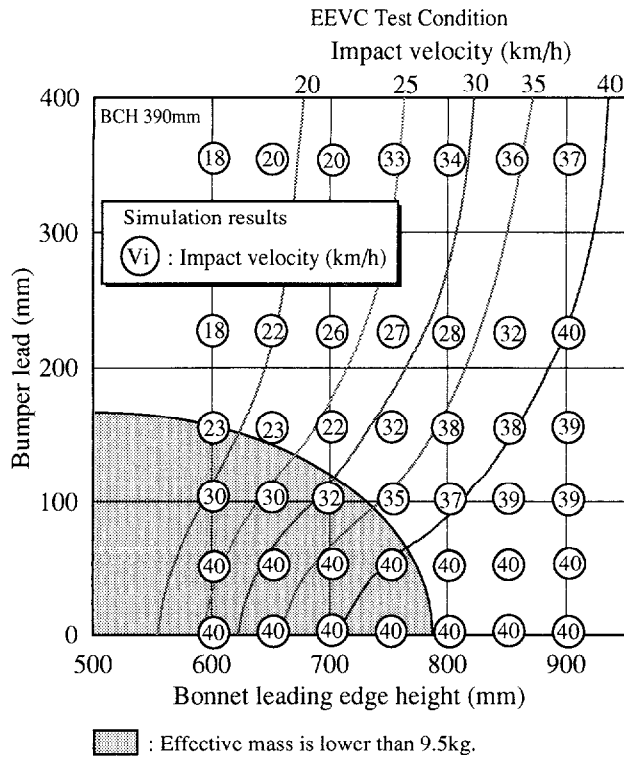 EEVC Test Condition
Impact velocity (km/h)
20 25 30 35 40
400
BCH 390mm
18 20 20 33 34 36 37
Simulation results
Vi : Impact velocity (km/h)
300
18 22 26 27 28 32 40
200
23 23 22 32 38 38 39
100
30 30 32 35 37 39 39
40 40 40 40 40 40 40
0
40 40 40 40 40 40 40
500 600 700 800 900
Bumper lead (mm)
Bonnet leading edge height (mm)
: Effective mass is lower than 9.5kg.